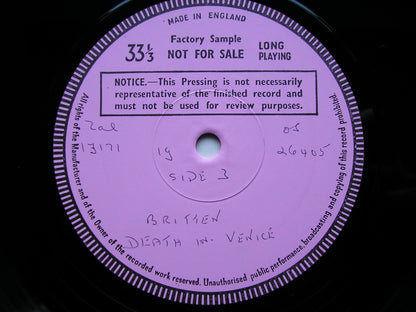 MADE IN ENGLAND
Factory Sample
33⅓ NOT FOR SALE LONG PLAYING
NOTICE.—This Pressing is not necessarily
representative of the finished record and
must not be used for review purposes.
Zal OS
13171 1g 26405
SIDE 3
BRITTEN
DEATH IN VENICE
All rights of the Manufacturer and of the Owner of the recorded work reserved. Unauthorised public performance, broadcasting and copying of this record prohibited.